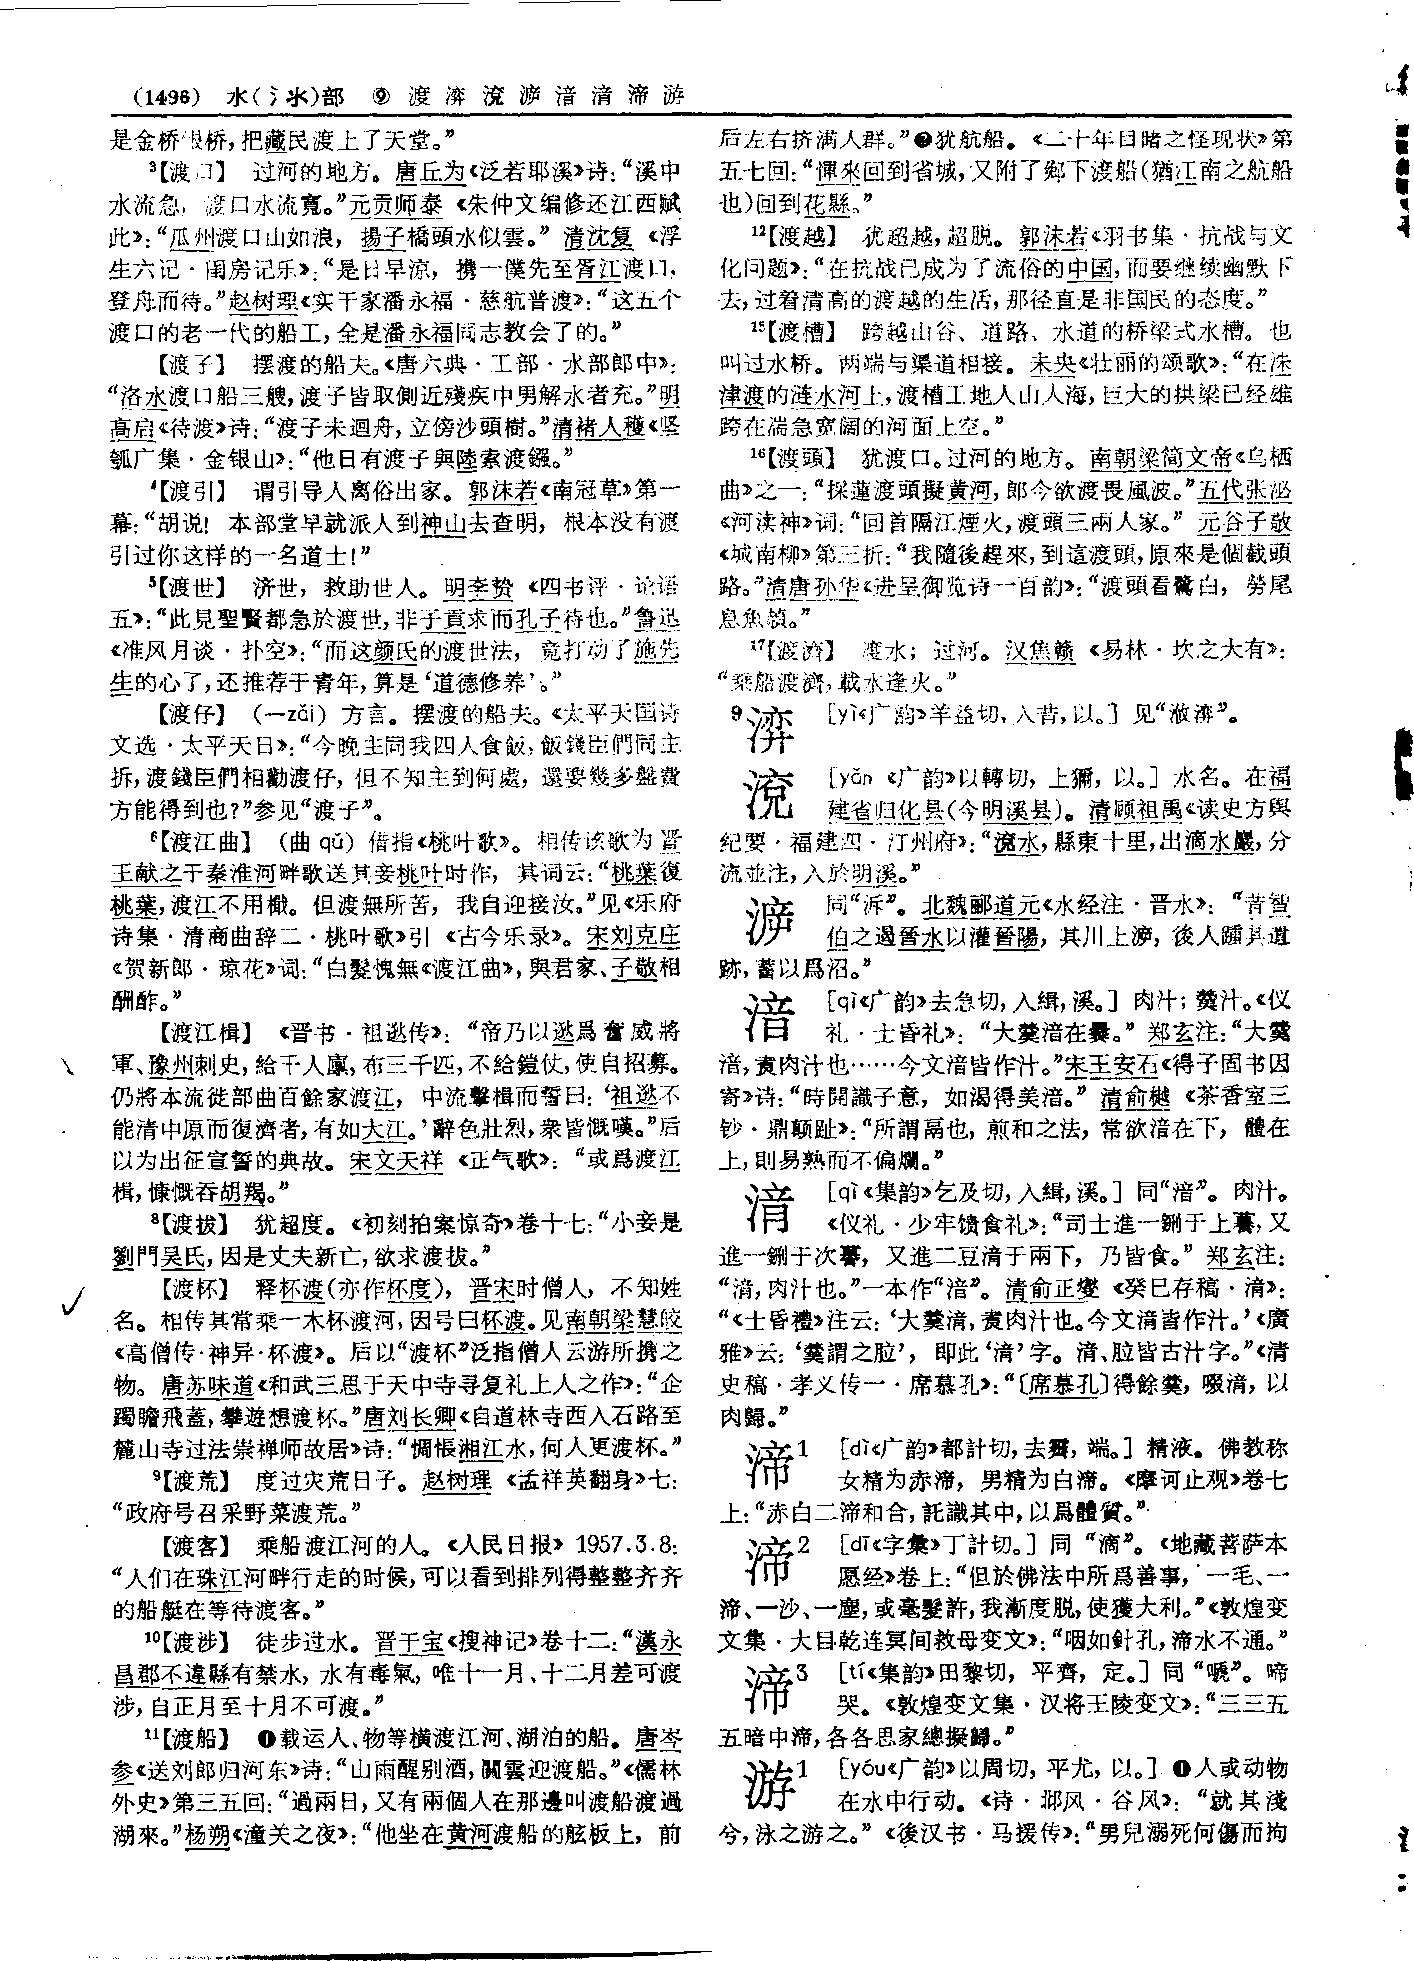 (1496) 水(氵氺)部 ⑨ 渡 湃 渷 㴑 湆 湇 渧 游
是金桥银桥,把藏民渡上了天堂。”
³【渡口】 过河的地方。唐丘为《泛若耶溪》诗:“溪中
水流急,渡口水流寬。”元贡师泰《朱仲文编修还江西赋
此》:“瓜州渡口山如浪,揚子橋頭水似雲。”清沈复《浮
生六记·闺房记乐》:“是日早涼,携一僕先至胥江渡口,
登舟而待。”赵树理《实干家潘永福·慈航普渡》:“这五个
渡口的老一代的船工,全是潘永福同志教会了的。”
【渡子】 摆渡的船夫。《唐六典·工部·水部郎中》:
“洛水渡口船三艘,渡子皆取側近殘疾中男解水者充。”明
高启《待渡》诗:“渡子未迴舟,立傍沙頭樹。”清褚人穫《坚
瓠广集·金银山》:“他日有渡子與陸索渡鏹。”
⁴【渡引】 谓引导人离俗出家。郭沫若《南冠草》第一
幕:“胡说!本部堂早就派人到神山去查明,根本没有渡
引过你这样的一名道士!”
⁵【渡世】 济世,救助世人。明李贽《四书评·论语
五》:“此見聖賢都急於渡世,非子貢求而孔子待也。”鲁迅
《准风月谈·扑空》:“而这颜氏的渡世法,竟打动了施先
生的心了,还推荐于青年,算是‘道德修养’。”
【渡仔】 (—zǎi) 方言。摆渡的船夫。《太平天国诗
文选·太平天日》:“今晚主同我四人食飯,飯錢臣們同主
拆,渡錢臣們相勸渡仔,但不知主到何處,還要幾多盤費
方能得到也?”参见“渡子”。
⁶【渡江曲】 (曲 qǔ) 借指《桃叶歌》。相传该歌为晋
王献之于秦淮河畔歌送其妾桃叶时作,其词云:“桃葉復
桃葉,渡江不用檝。但渡無所苦,我自迎接汝。”见《乐府
诗集·清商曲辞二·桃叶歌》引《古今乐录》。宋刘克庄
《贺新郎·琼花》词:“白髮愧無《渡江曲》,與君家、子敬相
酬酢。”
【渡江楫】 《晋书·祖逖传》:“帝乃以逖爲奮威將
軍、豫州刺史,給千人廪,布三千匹,不給鎧仗,使自招募。
仍將本流徙部曲百餘家渡江,中流擊楫而誓曰:‘祖逖不
能清中原而復濟者,有如大江。’辭色壯烈,衆皆慨嘆。”后
以为出征宣誓的典故。宋文天祥《正气歌》:“或爲渡江
楫,慷慨吞胡羯。”
⁸【渡拔】 犹超度。《初刻拍案惊奇》卷十七:“小妾是
劉門吴氏,因是丈夫新亡,欲求渡拔。”
【渡杯】 释杯渡(亦作杯度),晋宋时僧人,不知姓
名。相传其常乘一木杯渡河,因号曰杯渡。见南朝梁慧皎
《高僧传·神异·杯渡》。后以“渡杯”泛指僧人云游所携之
物。唐苏味道《和武三思于天中寺寻复礼上人之作》:“企
躅瞻飛蓋,攀遊想渡杯。”唐刘长卿《自道林寺西入石路至
麓山寺过法崇禅师故居》诗:“惆悵湘江水,何人更渡杯。”
⁹【渡荒】 度过灾荒日子。赵树理《孟祥英翻身》七:
“政府号召采野菜渡荒。”
【渡客】 乘船渡江河的人。《人民日报》1957.3.8:
“人们在珠江河畔行走的时候,可以看到排列得整整齐齐
的船艇在等待渡客。”
¹⁰【渡涉】 徒步过水。晋干宝《搜神记》卷十二:“漢永
昌郡不違縣有禁水,水有毒氣,唯十一月、十二月差可渡
涉,自正月至十月不可渡。”
¹¹【渡船】 ❶载运人、物等横渡江河、湖泊的船。唐岑
参《送刘郎归河东》诗:“山雨醒别酒,關雲迎渡船。”《儒林
外史》第三五回:“過兩日,又有兩個人在那邊叫渡船渡過
湖來。”杨朔《潼关之夜》:“他坐在黄河渡船的舷板上,前
后左右挤满人群。”❷犹航船。《二十年目睹之怪现状》第
五七回:“惲來回到省城,又附了鄉下渡船(猶江南之航船
也)回到花縣。”
¹²【渡越】 犹超越,超脱。郭沫若《羽书集·抗战与文
化问题》:“在抗战已成为了流俗的中国,而要继续幽默下
去,过着清高的渡越的生活,那径直是非国民的态度。”
¹⁵【渡槽】 跨越山谷、道路、水道的桥梁式水槽。也
叫过水桥。两端与渠道相接。未央《壮丽的颂歌》:“在洙
津渡的涟水河上,渡槽工地人山人海,巨大的拱梁已经雄
跨在湍急宽阔的河面上空。”
¹⁶【渡頭】 犹渡口。过河的地方。南朝梁简文帝《乌栖
曲》之一:“採蓮渡頭擬黄河,郎今欲渡畏風波。”五代张泌
《河渎神》词:“回首隔江煙火,渡頭三兩人家。”元谷子敬
《城南柳》第三折:“我隨後趕來,到這渡頭,原來是個截頭
路。”清唐孙华《进呈御览诗一百韵》:“渡頭看鷺白,勞尾
息魚赬。”
¹⁷【渡濟】 渡水;过河。汉焦赣《易林·坎之大有》:
“乘船渡濟,載水逢火。”
⁹湃 [yì《广韵》羊益切,入昔,以。] 见“㴒湃”。
渷 [yǎn《广韵》以轉切,上獮,以。] 水名。在福
建省归化县(今明溪县)。清顾祖禹《读史方舆
纪要·福建四·汀州府》:“渷水,縣東十里,出滴水巖,分
流並注,入於明溪。”
㴑 同“泝”。北魏郦道元《水经注·晋水》:“昔智
伯之遏晉水以灌晉陽,其川上㴑,後人踵其遺
跡,蓄以爲沼。”
湆 [qì《广韵》去急切,入緝,溪。] 肉汁;羹汁。《仪
礼·士昏礼》:“大羹湆在爨。”郑玄注:“大羹
湆,煮肉汁也……今文湆皆作汁。”宋王安石《得子固书因
寄》诗:“時開識子意,如渴得美湆。”清俞樾《茶香室三
钞·鼎颠趾》:“所謂鬲也,煎和之法,常欲湆在下,體在
上,則易熟而不偏爛。”
湇 [qì《集韵》乞及切,入緝,溪。] 同“湆”。肉汁。
《仪礼·少牢馈食礼》:“司士進一鉶于上䉵,又
進一鉶于次䉵,又進二豆湇于兩下,乃皆食。”郑玄注:
“湇,肉汁也。”一本作“湆”。清俞正燮《癸巳存稿·湇》:
“《士昏禮》注云:‘大羹湇,煮肉汁也。今文湇皆作汁。’《廣
雅》云:‘羹謂之䏠’,即此‘湇’字。湇、䏠皆古汁字。”《清
史稿·孝义传一·席慕孔》:“〔席慕孔〕得餘羹,啜湇,以
肉歸。”
渧¹ [dì《广韵》都計切,去霽,端。] 精液。佛教称
女精为赤渧,男精为白渧。《摩诃止观》卷七
上:“赤白二渧和合,託識其中,以爲體質。”
渧² [dī《字彙》丁計切。] 同“滴”。《地藏菩萨本
愿经》卷上:“但於佛法中所爲善事,一毛、一
渧、一沙、一塵,或毫髮許,我漸度脱,使獲大利。”《敦煌变
文集·大目乾连冥间救母变文》:“咽如針孔,渧水不通。”
渧³ [tí《集韵》田黎切,平齊,定。] 同“嗁”。啼
哭。《敦煌变文集·汉将王陵变文》:“三三五
五暗中渧,各各思家總擬歸。”
游¹ [yóu《广韵》以周切,平尤,以。] ❶人或动物
在水中行动。《诗·邶风·谷风》:“就其淺
兮,泳之游之。”《後汉书·马援传》:“男兒溺死何傷而拘